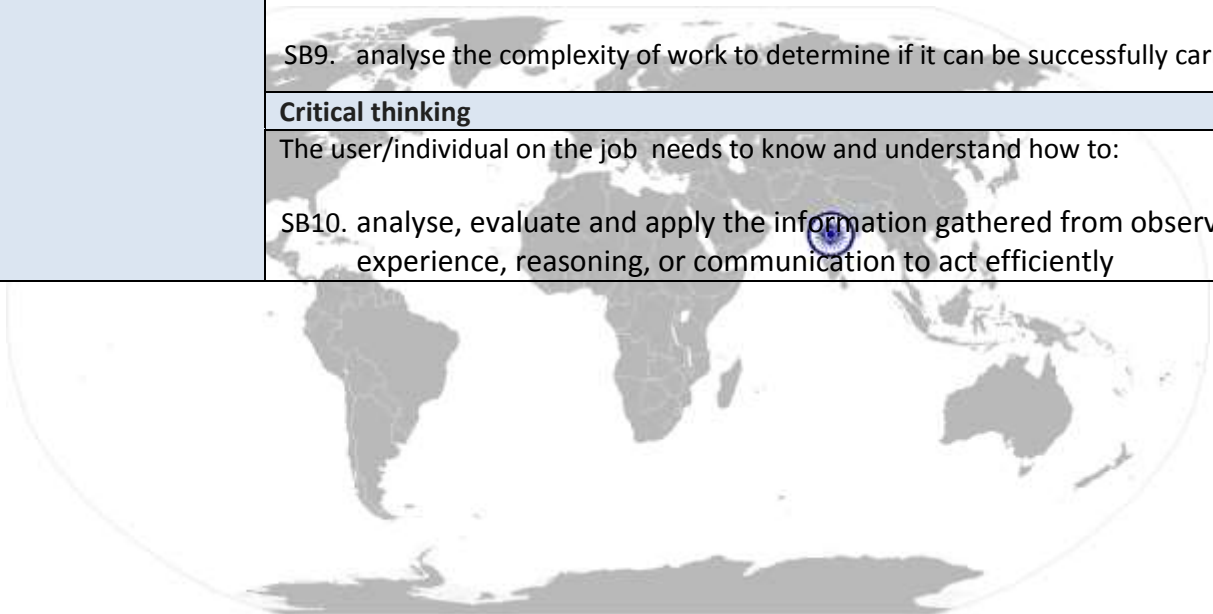 SB9. analyse the complexity of work to determine if it can be successfully car
Critical thinking
The user/individual on the job needs to know and understand how to:
SB10. analyse, evaluate and apply the information gathered from observ
experience, reasoning, or communication to act efficiently